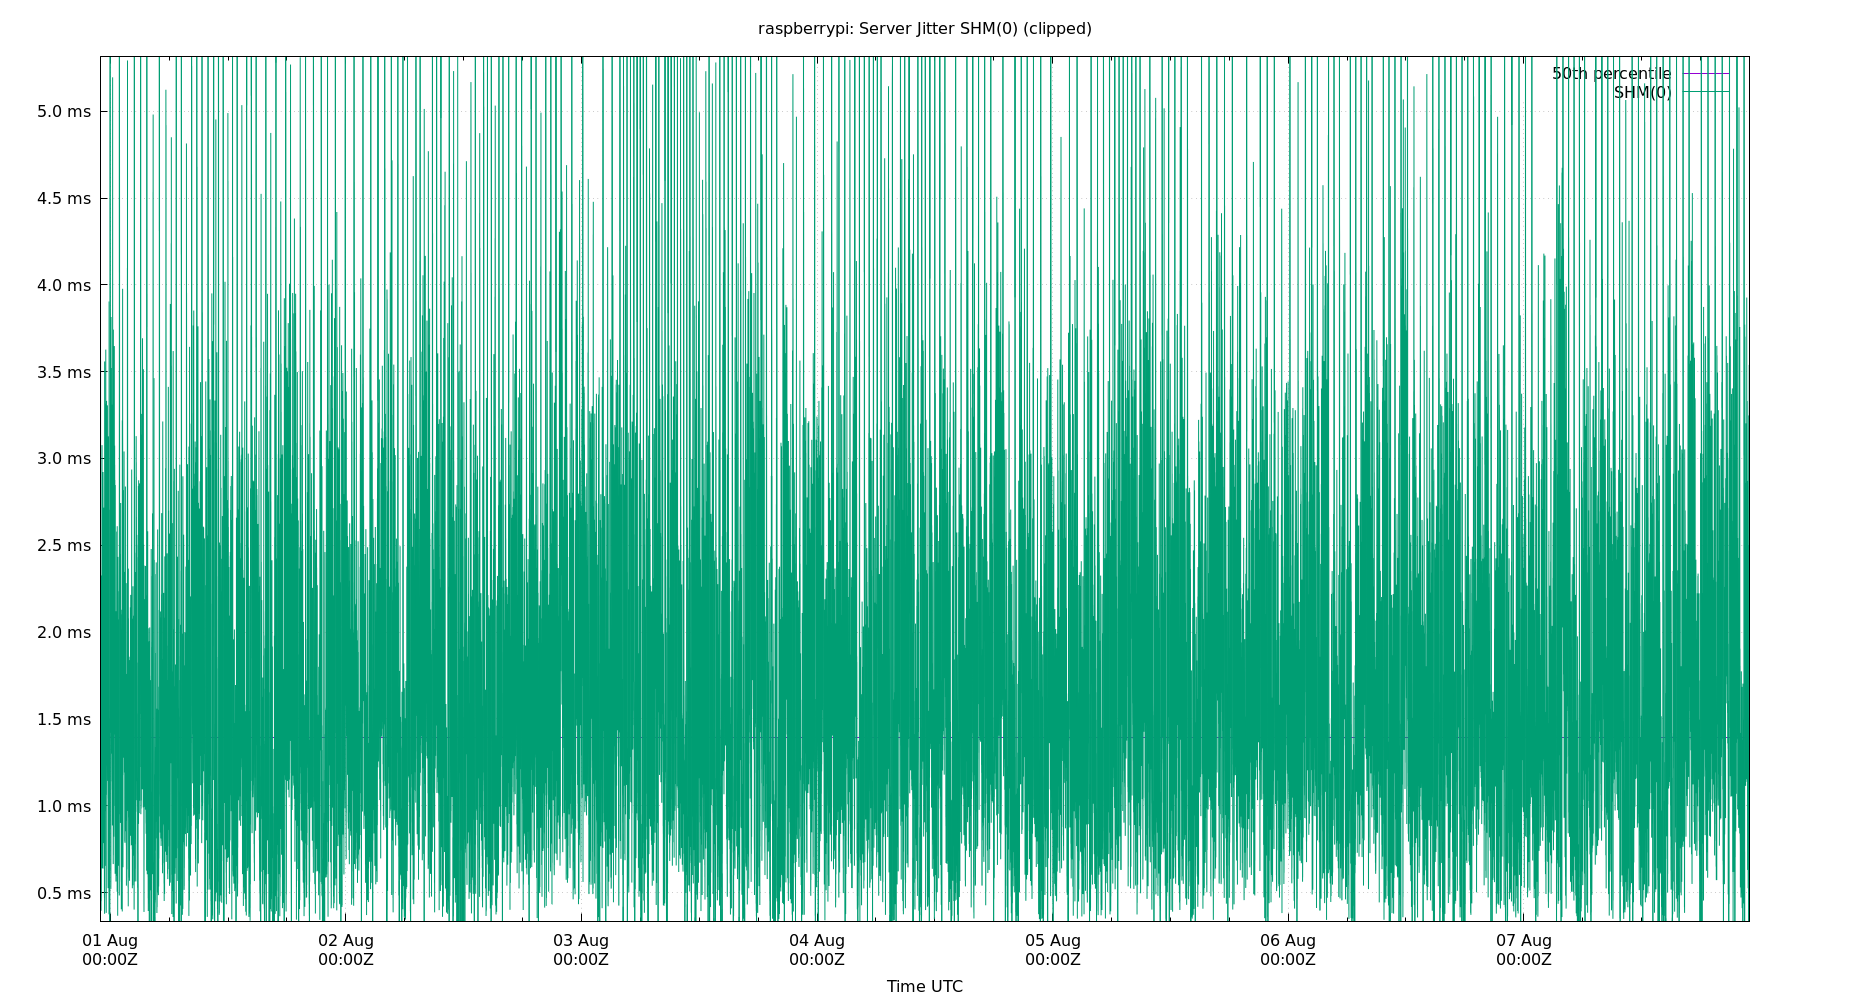 raspberrypi: Server Jitter SHM(0) (clipped)
50th percentile
SHM(0)
5.0 ms
4.5 ms
4.0 ms
3.5 ms
3.0 ms
2.5 ms
2.0 ms
1.5 ms
1.0 ms
0.5 ms
01 Aug 02 Aug 03 Aug 04 Aug 05 Aug 06 Aug 07 Aug
00:00Z 00:00Z 00:00Z 00:00Z 00:00Z 00:00Z 00:00Z
Time UTC